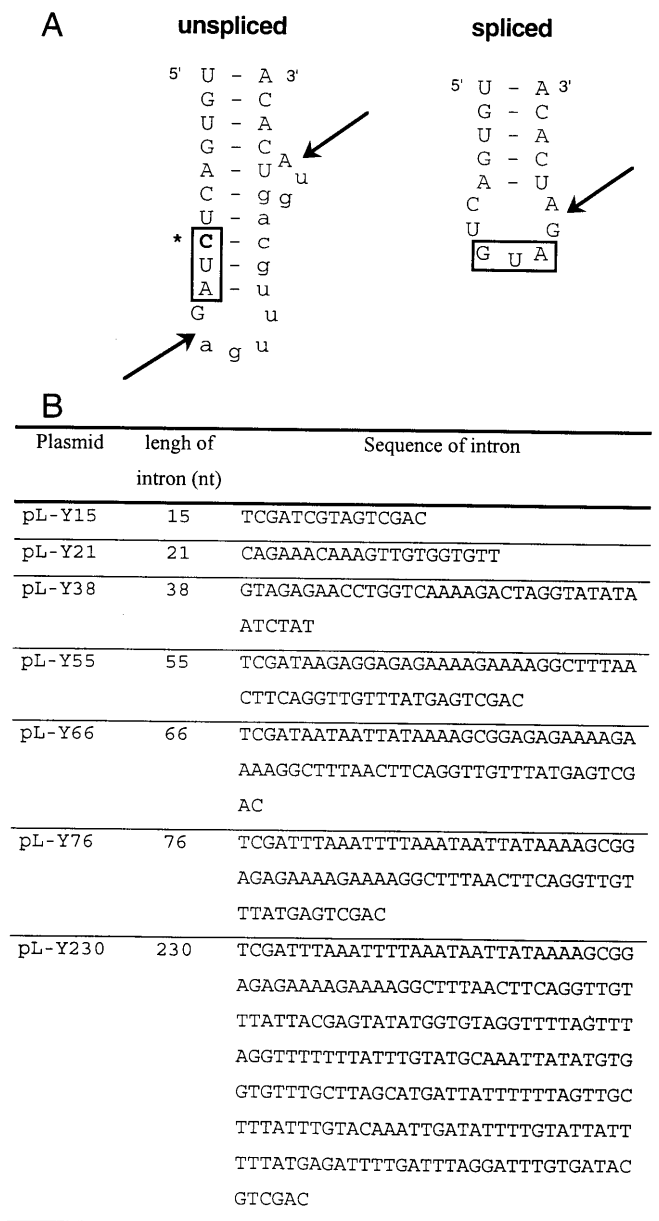 A
unspliced
5' U – A 3'
G – C
U – A
G – C A
A – U u
C – g g
U – a
* C – c
U – g
A – u
G u
a g u
spliced
5' U – A 3'
G – C
U – A
G – C
A – U
C A
U G
G U A
B
Plasmid lengh of intron (nt) Sequence of intron
pL-Y15 15 TCGATCGTAGTCGAC
pL-Y21 21 CAGAAACAAAGTTGTGGTGTT
pL-Y38 38 GTAGAGAACCTGGTCAAAAGACTAGGTATATA
ATCTAT
pL-Y55 55 TCGATAAGAGGAGAGAAAAGAAAAGGCTTTAA
CTTCAGGTTGTTTATGAGTCGAC
pL-Y66 66 TCGATAATAATTATAAAAGCGGAGAGAAAAGA
AAAGGCTTTAACTTCAGGTTGTTTATGAGTCG
AC
pL-Y76 76 TCGATTTAAATTTTAAATAATTATAAAAGCGG
AGAGAAAAGAAAAGGCTTTAACTTCAGGTTGT
TTATGAGTCGAC
pL-Y230 230 TCGATTTAAATTTTAAATAATTATAAAAGCGG
AGAGAAAAGAAAAGGCTTTAACTTCAGGTTGT
TTATTACGAGTATATGGTGTAGGTTTTAGTTT
AGGTTTTTTTATTTGTATGCAAATTATATGTG
GTGTTTGCTTAGCATGATTATTTTTTAGTTGC
TTTATTTGTACAAATTGATATTTTGTATTATT
TTTATGAGATTTTGATTTAGGATTTGTGATAC
GTCGAC